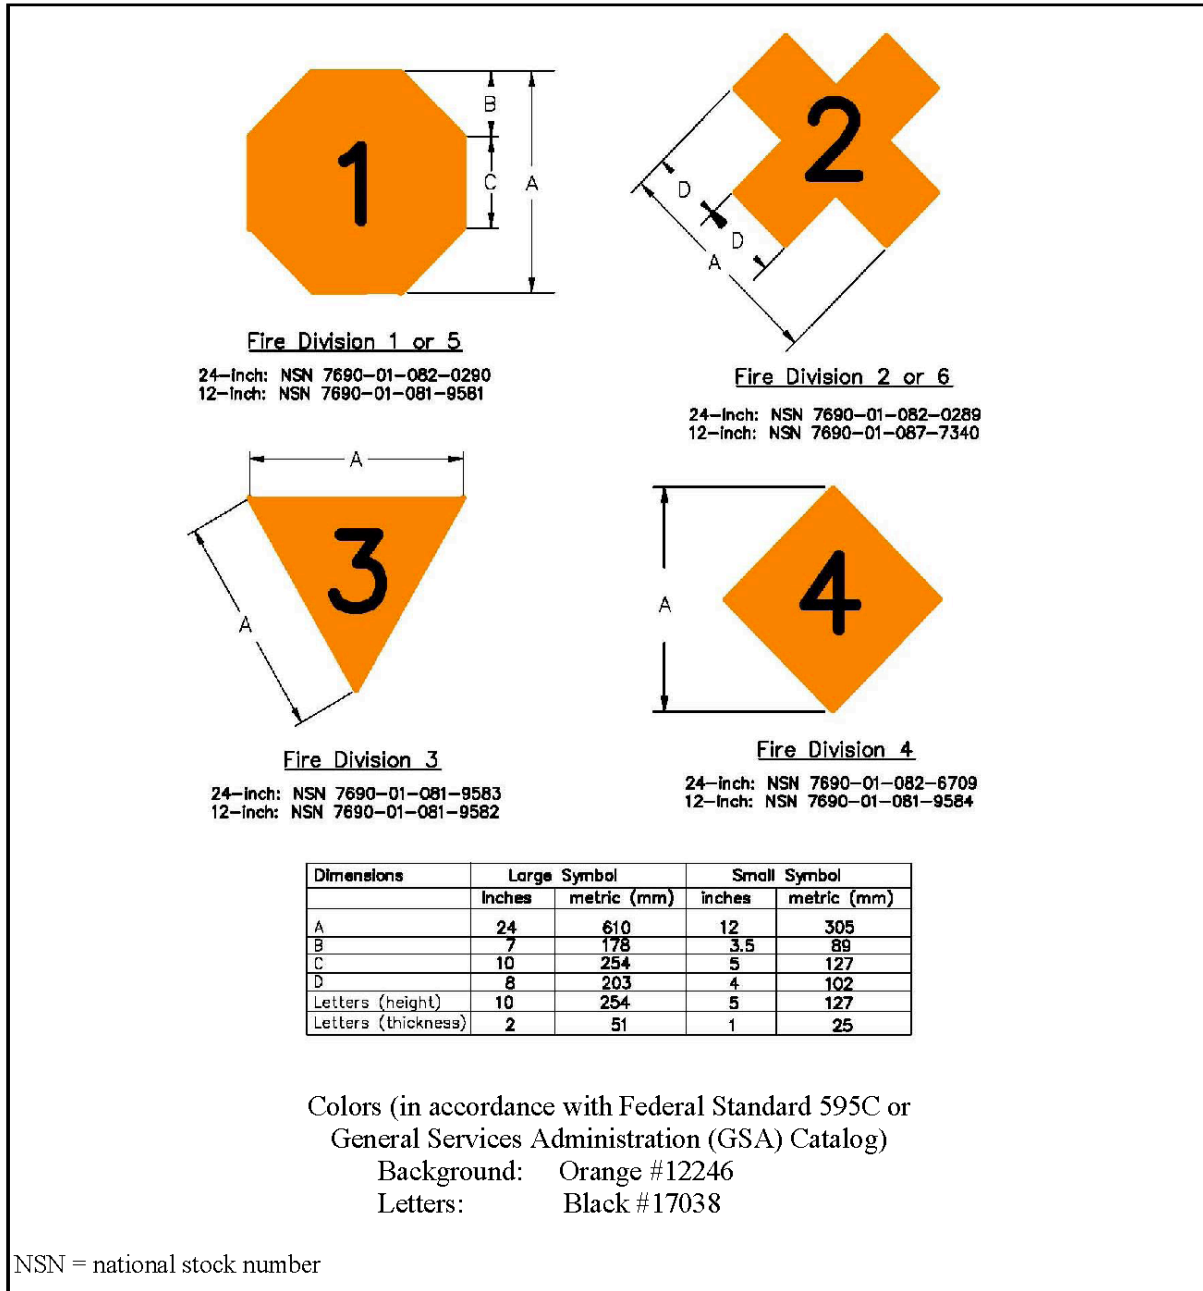 1
B
C
A
Fire Division 1 or 5
24-inch: NSN 7690-01-082-0290
12-inch: NSN 7690-01-081-9581
2
D
D
A
Fire Division 2 or 6
24-inch: NSN 7690-01-082-0289
12-inch: NSN 7690-01-087-7340
A
3
A
Fire Division 3
24-inch: NSN 7690-01-081-9583
12-inch: NSN 7690-01-081-9582
A
4
Fire Division 4
24-inch: NSN 7690-01-082-6709
12-inch: NSN 7690-01-081-9584
Dimensions Large Symbol Small Symbol
inches metric (mm) inches metric (mm)
A 24 610 12 305
B 7 178 3.5 89
C 10 254 5 127
D 8 203 4 102
Letters (height) 10 254 5 127
Letters (thickness) 2 51 1 25
Colors (in accordance with Federal Standard 595C or
General Services Administration (GSA) Catalog)
Background: Orange #12246
Letters: Black #17038
NSN = national stock number